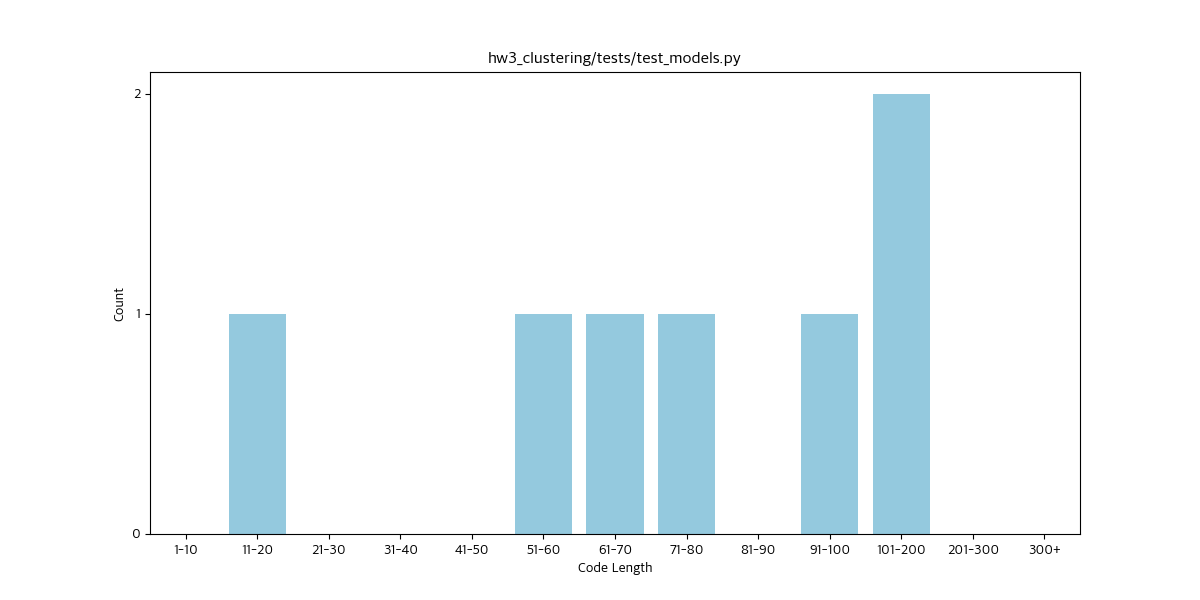 hw3_clustering/tests/test_models.py
Count
2
1
0
1-10 11-20 21-30 31-40 41-50 51-60 61-70 71-80 81-90 91-100 101-200 201-300 300+
Code Length